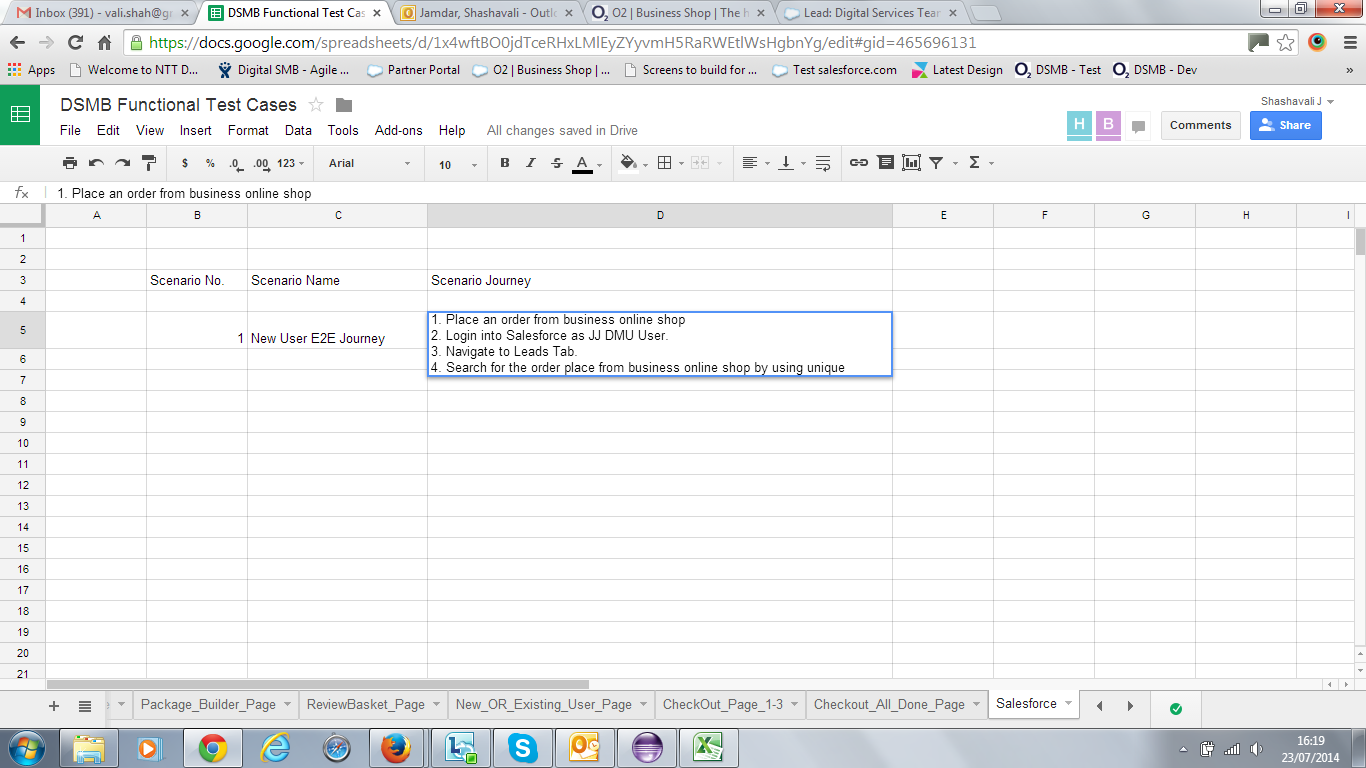 Inbox (391) - vali.shah@gr
DSMB Functional Test Cas
Jamdar, Shashavali - Outlo
O2 | Business Shop | The h
Lead: Digital Services Tean
https://docs.google.com/spreadsheets/d/1x4wftBO0jdTceRHxLMlEyZYyvmH5RaRWEtlWsHgbnYg/edit#gid=465696131
Apps
Welcome to NTT D...
Digital SMB - Agile ...
Partner Portal
O2 | Business Shop | ...
Screens to build for ...
Test salesforce.com
Latest Design
DSMB - Test
DSMB - Dev
»
DSMB Functional Test Cases
Shashavali J
File Edit View Insert Format Data Tools Add-ons Help All changes saved in Drive
H B Comments Share
$ % .0 .00 123 Arial 10 B I S A Σ
fx 1. Place an order from business online shop
A B C D E F G H I
1
2
3 Scenario No. Scenario Name Scenario Journey
4
5 1 New User E2E Journey
1. Place an order from business online shop
2. Login into Salesforce as JJ DMU User.
3. Navigate to Leads Tab.
4. Search for the order place from business online shop by using unique
6
7
8
9
10
11
12
13
14
15
16
17
18
19
20
21
Package_Builder_Page ReviewBasket_Page New_OR_Existing_User_Page CheckOut_Page_1-3 Checkout_All_Done_Page Salesforce
16:19
23/07/2014